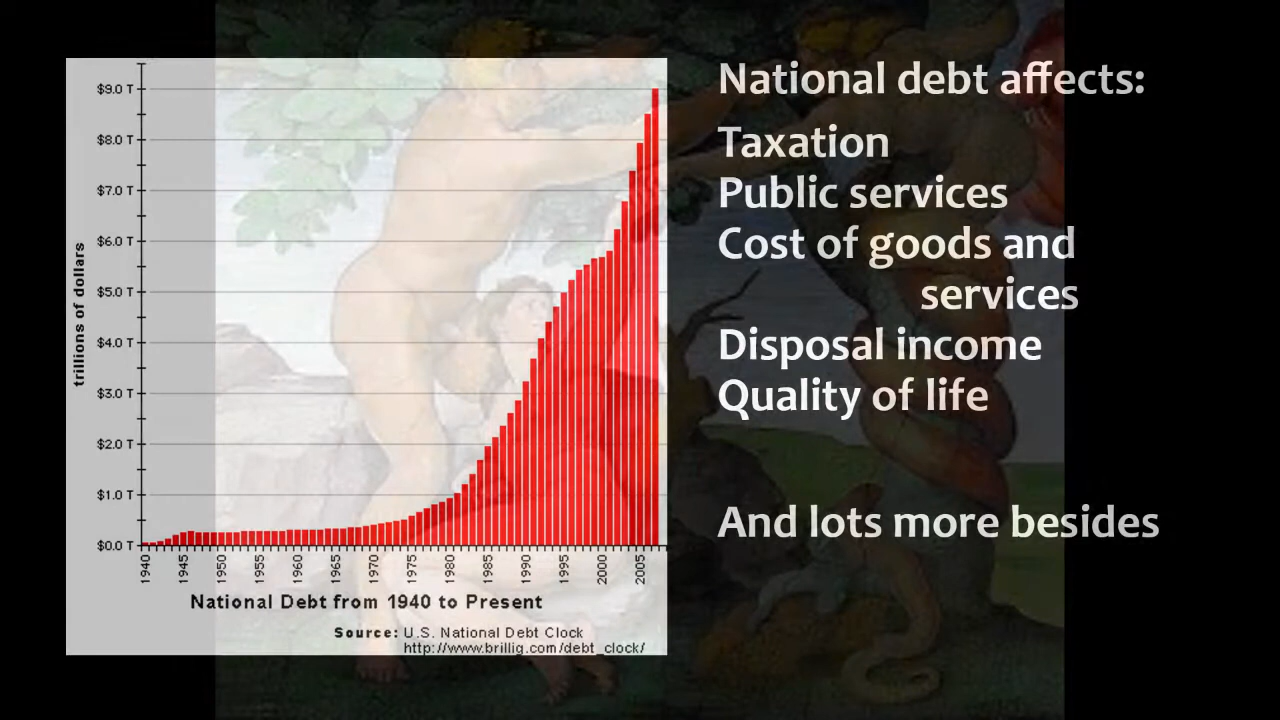 National debt affects:
Taxation
Public services
Cost of goods and
services
Disposal income
Quality of life
And lots more besides
trillions of dollars
$9.0 T
$8.0 T
$7.0 T
$6.0 T
$5.0 T
$4.0 T
$3.0 T
$2.0 T
$1.0 T
$0.0 T
1940
1945
1950
1955
1960
1965
1970
1975
1980
1985
1990
1995
2000
2005
National Debt from 1940 to Present
Source: U.S. National Debt Clock
http://www.brillig.com/debt_clock/